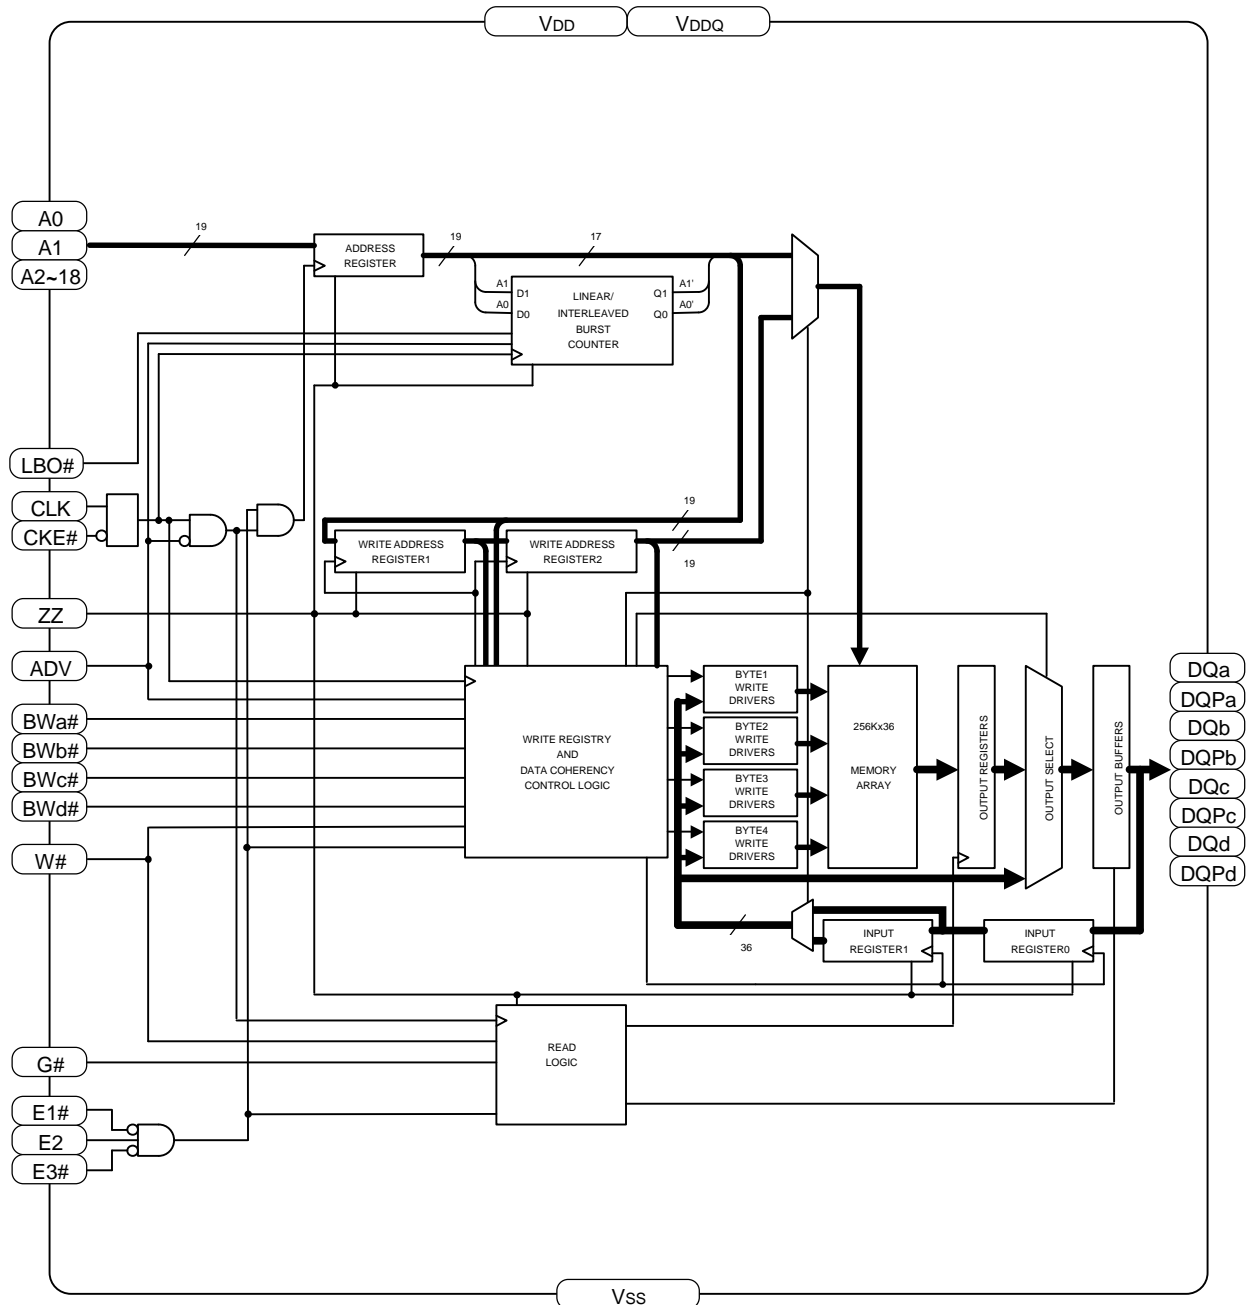 VDD
VDDQ
A0
A1
A2~18
19
ADDRESS
REGISTER
19
17
A1
A0
D1
D0
LINEAR/
INTERLEAVED
BURST
COUNTER
Q1
Q0
A1'
A0'
LBO#
CLK
CKE#
19
19
WRITE ADDRESS
REGISTER1
WRITE ADDRESS
REGISTER2
ZZ
ADV
BWa#
BWb#
BWc#
BWd#
W#
WRITE REGISTRY
AND
DATA COHERENCY
CONTROL LOGIC
BYTE1
WRITE
DRIVERS
BYTE2
WRITE
DRIVERS
BYTE3
WRITE
DRIVERS
BYTE4
WRITE
DRIVERS
256Kx36
MEMORY
ARRAY
OUTPUT REGISTERS
OUTPUT SELECT
OUTPUT BUFFERS
DQa
DQPa
DQb
DQPb
DQc
DQPc
DQd
DQPd
36
INPUT
REGISTER1
INPUT
REGISTER0
READ
LOGIC
G#
E1#
E2
E3#
VSS